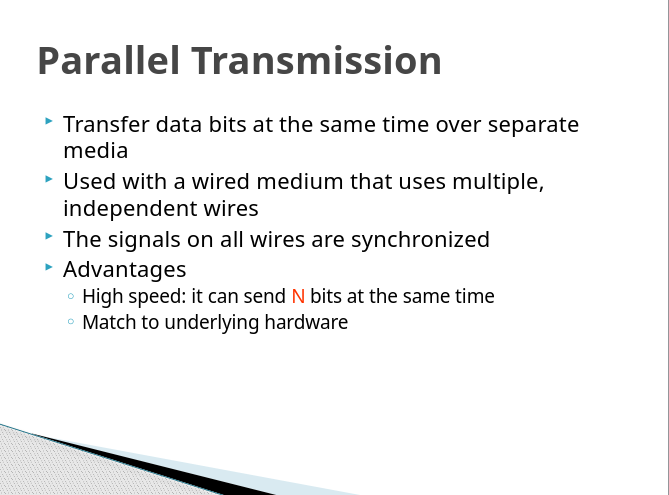 Parallel Transmission
Transfer data bits at the same time over separate
media
Used with a wired medium that uses multiple,
independent wires
The signals on all wires are synchronized
Advantages
High speed: it can send N bits at the same time
Match to underlying hardware